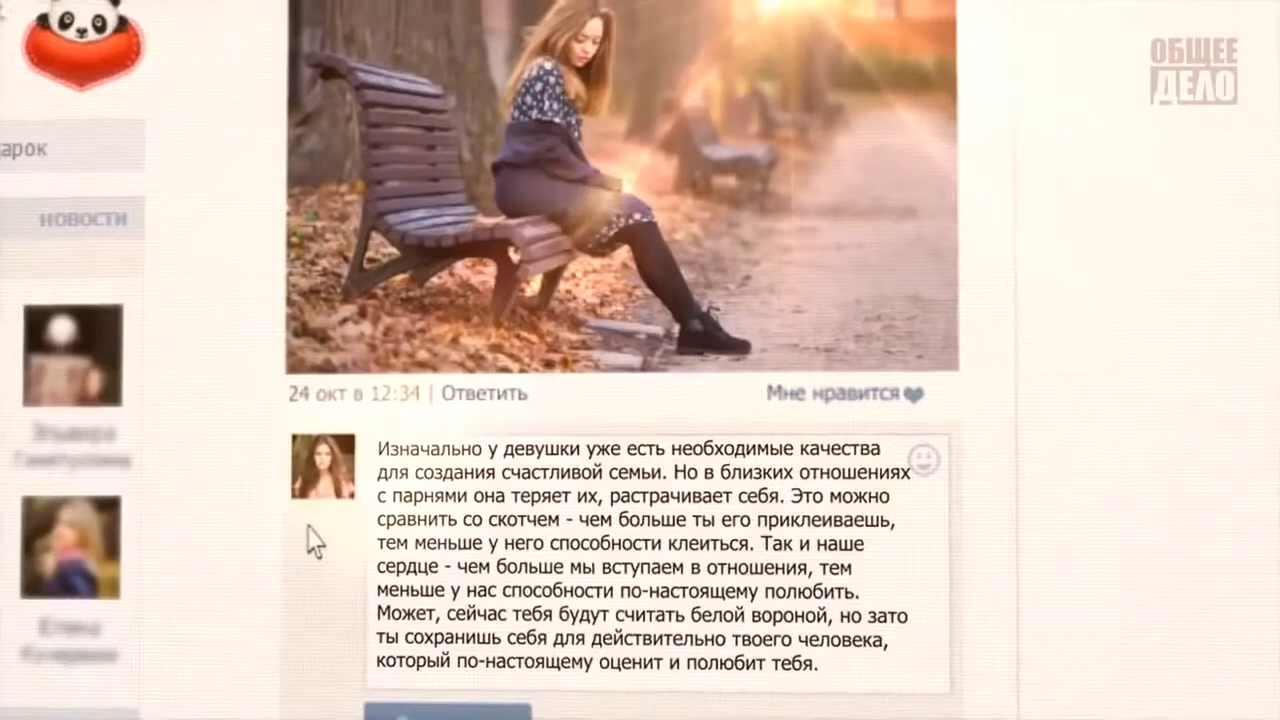 ОБЩЕЕ
ДЕЛО
арок
новости
24 окт в 12:34 | Ответить
Мне нравится
Изначально у девушки уже есть необходимые качества
для создания счастливой семьи. Но в близких отношениях
с парнями она теряет их, растрачивает себя. Это можно
сравнить со скотчем - чем больше ты его приклеиваешь,
тем меньше у него способности клеиться. Так и наше
сердце - чем больше мы вступаем в отношения, тем
меньше у нас способности по-настоящему полюбить.
Может, сейчас тебя будут считать белой вороной, но зато
ты сохранишь себя для действительно твоего человека,
который по-настоящему оценит и полюбит тебя.